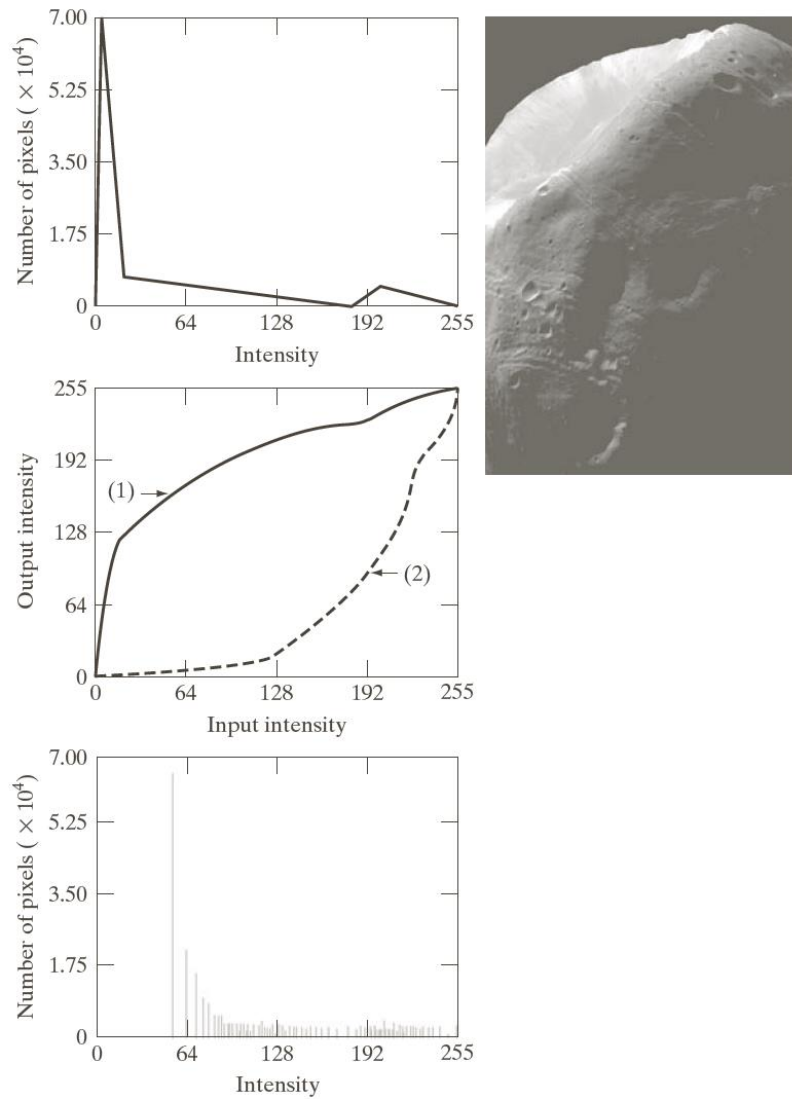 Number of pixels ( × 10⁴)
7.00
5.25
3.50
1.75
0
0 64 128 192 255
Intensity
Output intensity
255
192
128
64
0
(1)
(2)
0 64 128 192 255
Input intensity
Number of pixels ( × 10⁴)
7.00
5.25
3.50
1.75
0
0 64 128 192 255
Intensity